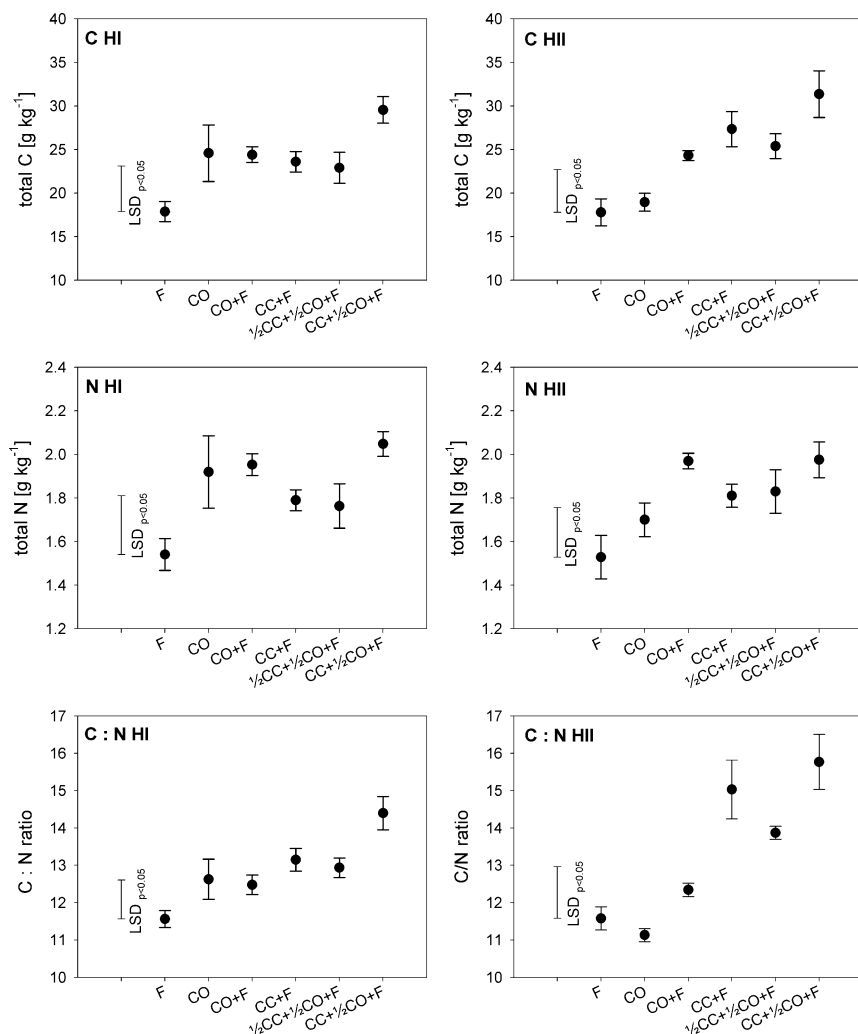 C HI
total C [g kg⁻¹]
40
35
30
25
20
15
10
LSD p<0.05
F
CO
CO+F
CC+F
½CC+½CO+F
CC+½CO+F
C HII
total C [g kg⁻¹]
40
35
30
25
20
15
10
LSD p<0.05
F
CO
CO+F
CC+F
½CC+½CO+F
CC+½CO+F
N HI
total N [g kg⁻¹]
2.4
2.2
2.0
1.8
1.6
1.4
1.2
LSD p<0.05
F
CO
CO+F
CC+F
½CC+½CO+F
CC+½CO+F
N HII
total N [g kg⁻¹]
2.4
2.2
2.0
1.8
1.6
1.4
1.2
LSD p<0.05
F
CO
CO+F
CC+F
½CC+½CO+F
CC+½CO+F
C : N HI
C : N ratio
17
16
15
14
13
12
11
10
LSD p<0.05
F
CO
CO+F
CC+F
½CC+½CO+F
CC+½CO+F
C : N HII
C/N ratio
17
16
15
14
13
12
11
10
LSD p<0.05
F
CO
CO+F
CC+F
½CC+½CO+F
CC+½CO+F